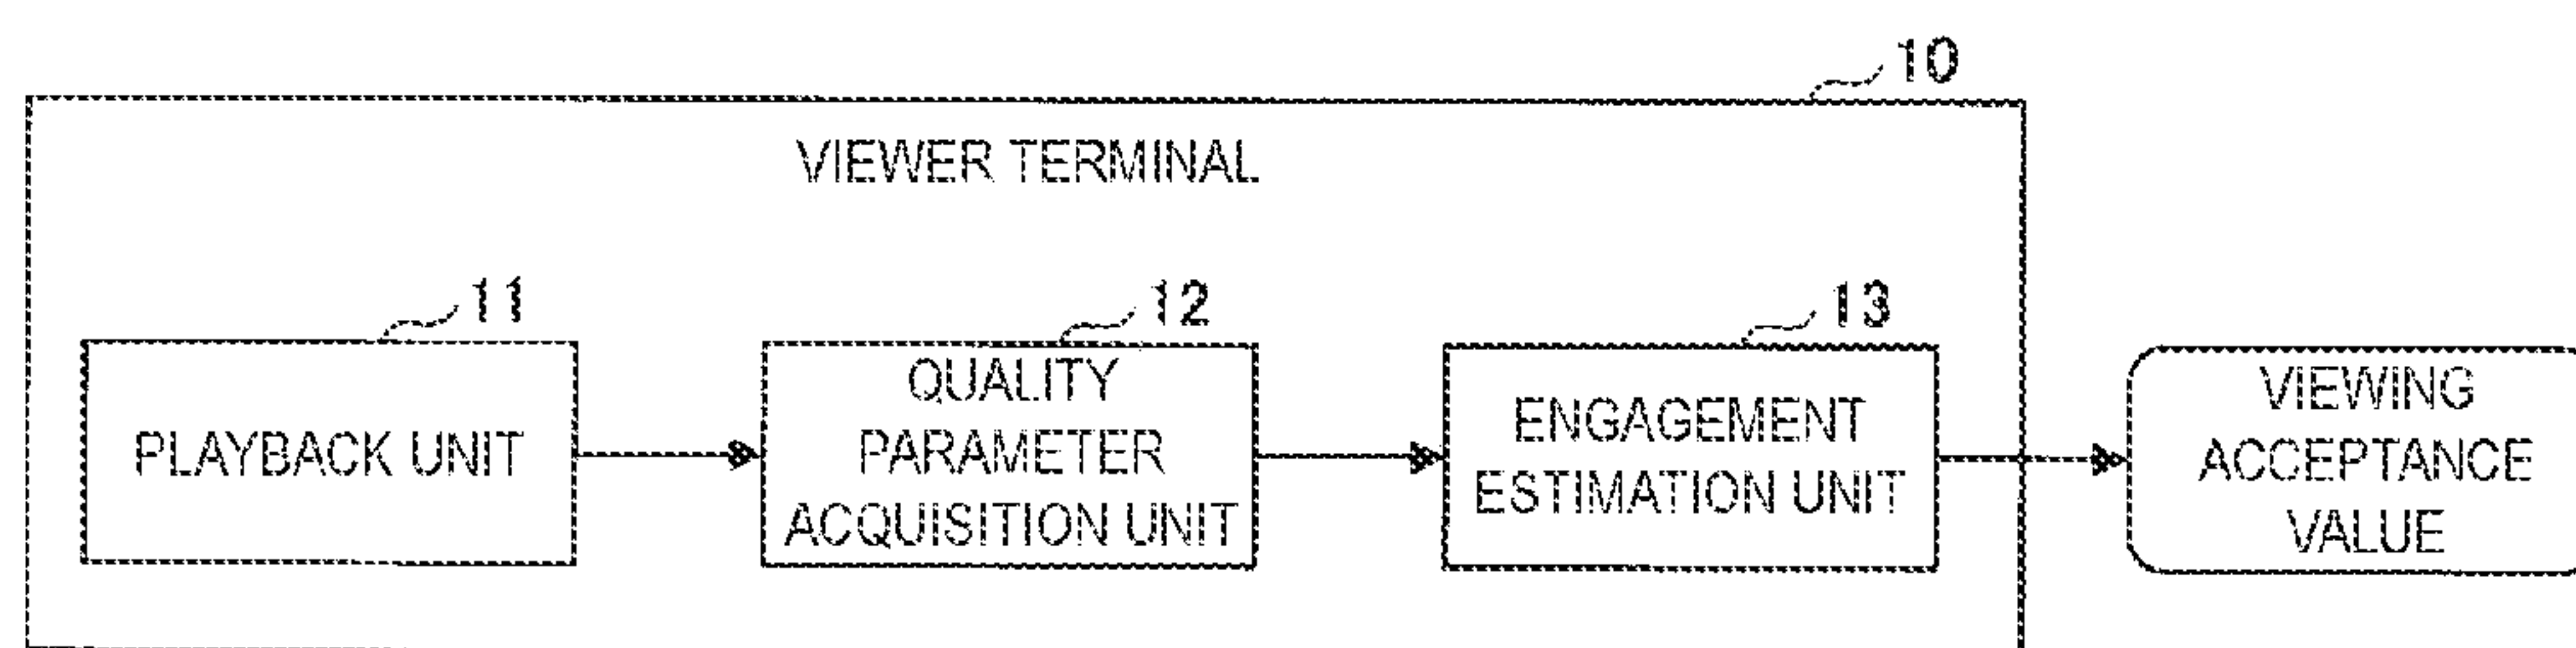 10
VIEWER TERMINAL
11
PLAYBACK UNIT
12
QUALITY
PARAMETER
ACQUISITION UNIT
13
ENGAGEMENT
ESTIMATION UNIT
VIEWING
ACCEPTANCE
VALUE